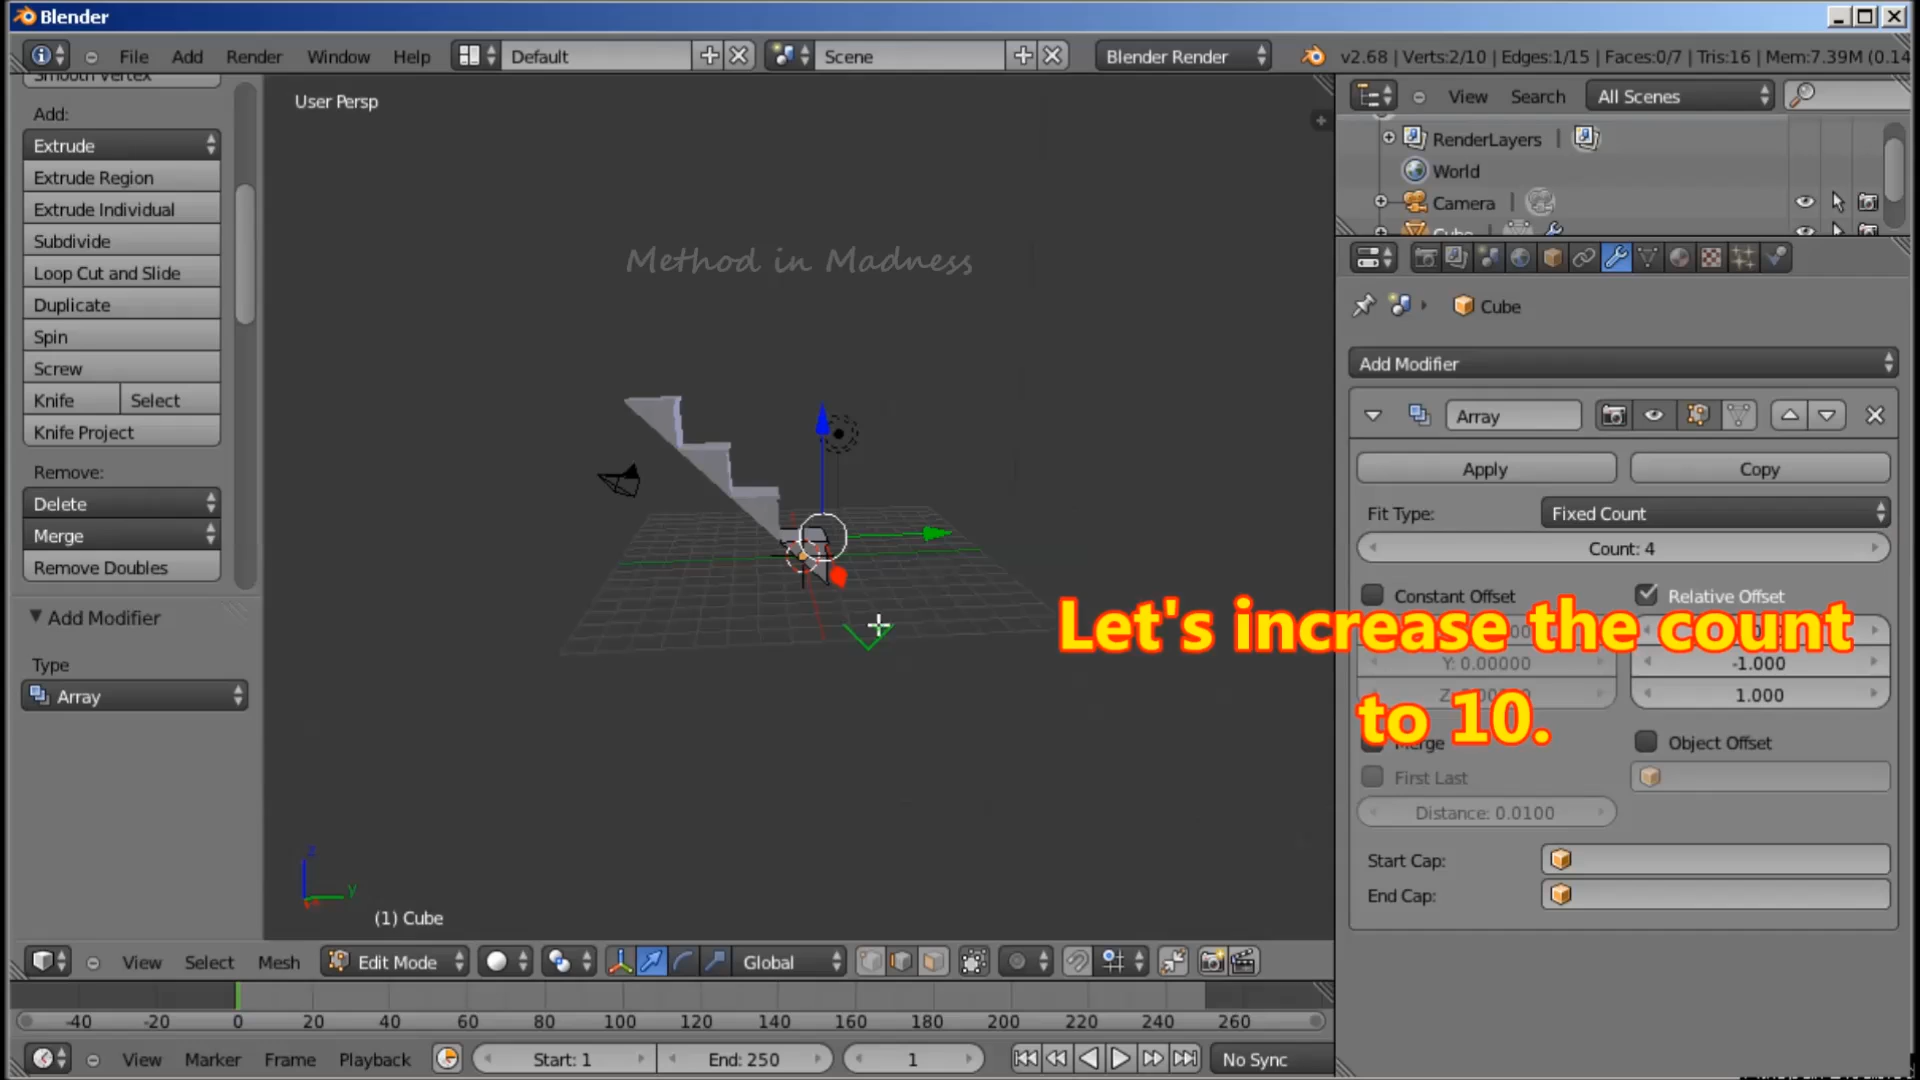 Blender
File Add Render Window Help Default Scene Blender Render v2.68 | Verts:2/10 | Edges:1/15 | Faces:0/7 | Tris:16 | Mem:7.39M (0.14
Smooth Vertex
Add:
Extrude
Extrude Region
Extrude Individual
Subdivide
Loop Cut and Slide
Duplicate
Spin
Screw
Knife Select
Knife Project
Remove:
Delete
Merge
Remove Doubles
Add Modifier
Type
Array
User Persp
Method in Madness
z
y
(1) Cube
View Search All Scenes
RenderLayers
World
Camera
Cube
Cube
Add Modifier
Array
Apply Copy
Fit Type: Fixed Count
Count: 4
Constant Offset Relative Offset
Let's increase the count
Y: 0.00000 -1.000
1.000
to 10.
Merge Object Offset
First Last
Distance: 0.0100
Start Cap:
End Cap:
View Select Mesh Edit Mode Global
-40 -20 0 20 40 60 80 100 120 140 160 180 200 220 240 260
View Marker Frame Playback Start: 1 End: 250 1 No Sync